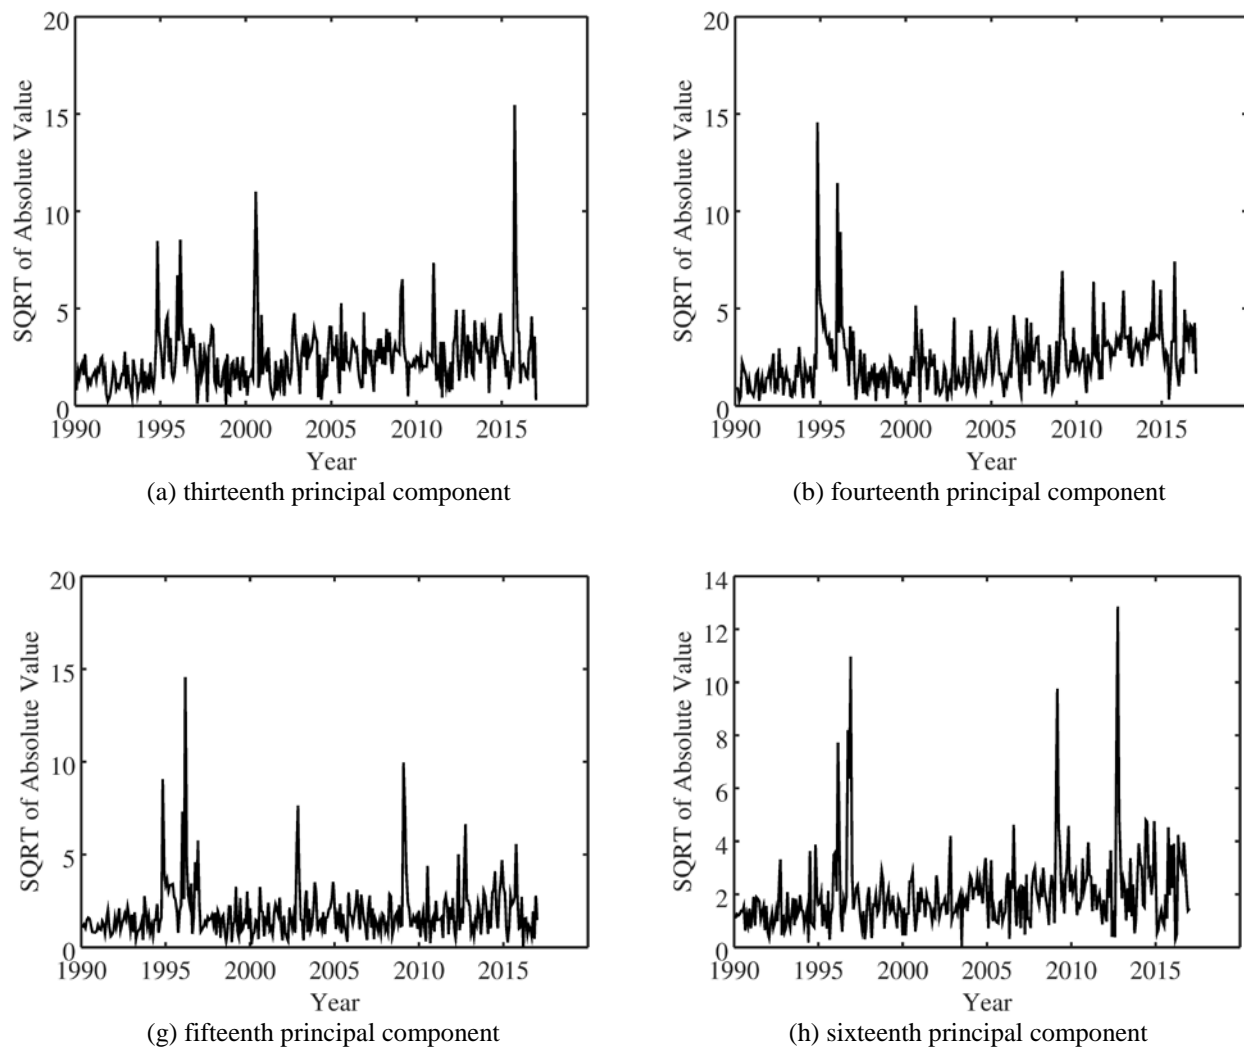 20
15
10
5
0
SQRT of Absolute Value
1990 1995 2000 2005 2010 2015
Year
(a) thirteenth principal component
20
15
10
5
0
SQRT of Absolute Value
1990 1995 2000 2005 2010 2015
Year
(b) fourteenth principal component
20
15
10
5
0
SQRT of Absolute Value
1990 1995 2000 2005 2010 2015
Year
(g) fifteenth principal component
14
12
10
8
6
4
2
0
SQRT of Absolute Value
1990 1995 2000 2005 2010 2015
Year
(h) sixteenth principal component